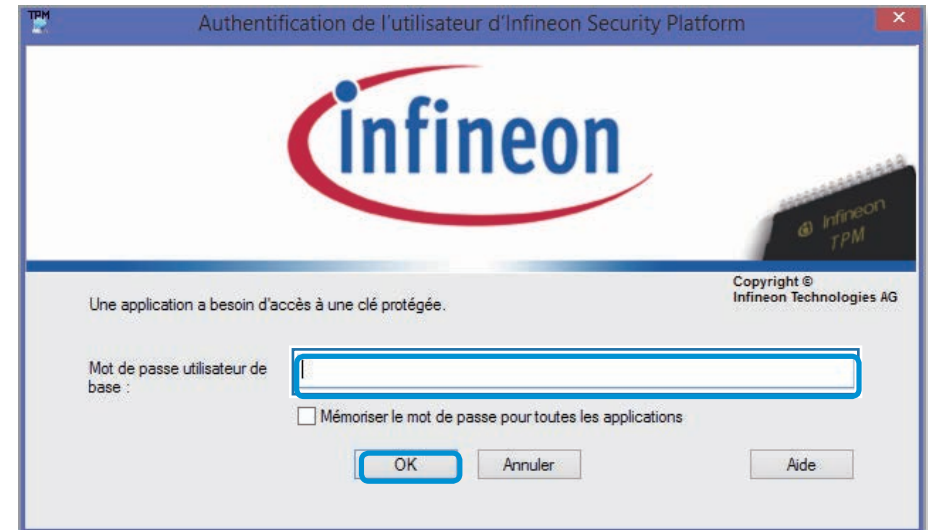 TPM
Authentification de l'utilisateur d'Infineon Security Platform
infineon
Infineon
TPM
Copyright ©
Infineon Technologies AG
Une application a besoin d'accès à une clé protégée.
Mot de passe utilisateur de
base :
Mémoriser le mot de passe pour toutes les applications
OK
Annuler
Aide